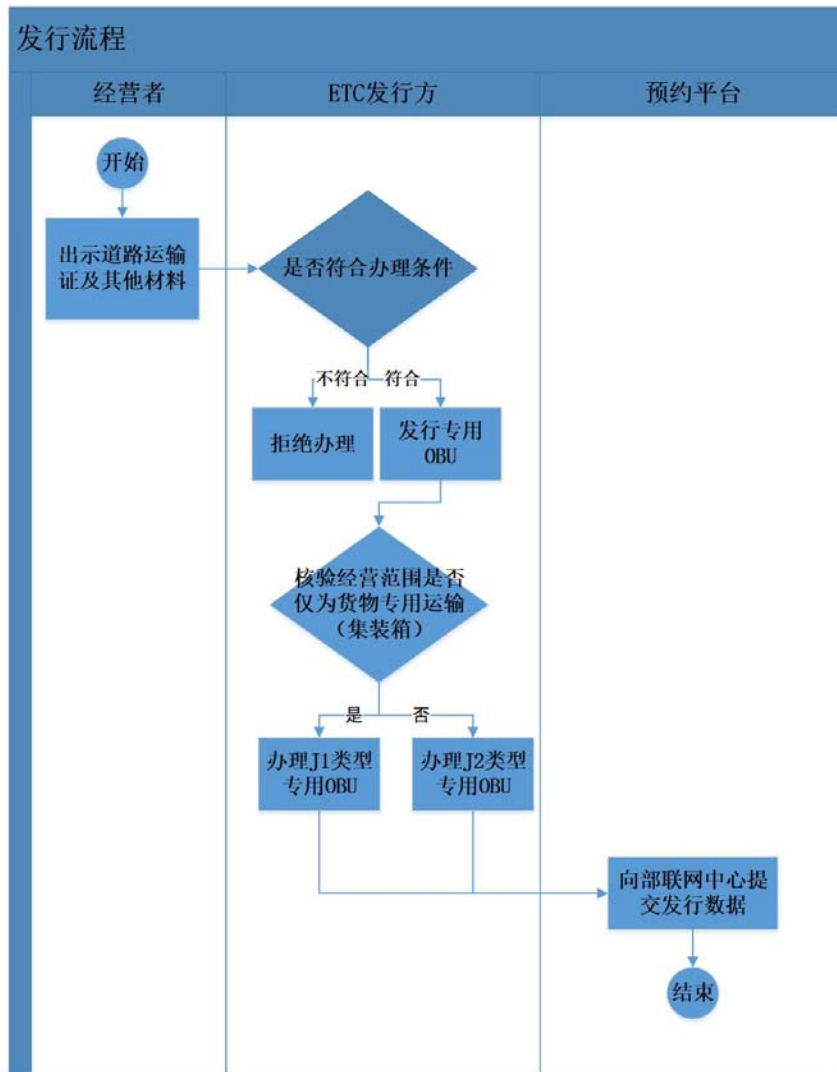 发行流程
经营者
ETC发行方
预约平台
开始
出示道路运输
证及其他材料
是否符合办理条件
不符合
符合
拒绝办理
发行专用
OBU
核验经营范围是否
仅为货物专用运输
（集装箱）
是
否
办理J1类型
专用OBU
办理J2类型
专用OBU
向部联网中心提
交发行数据
结束